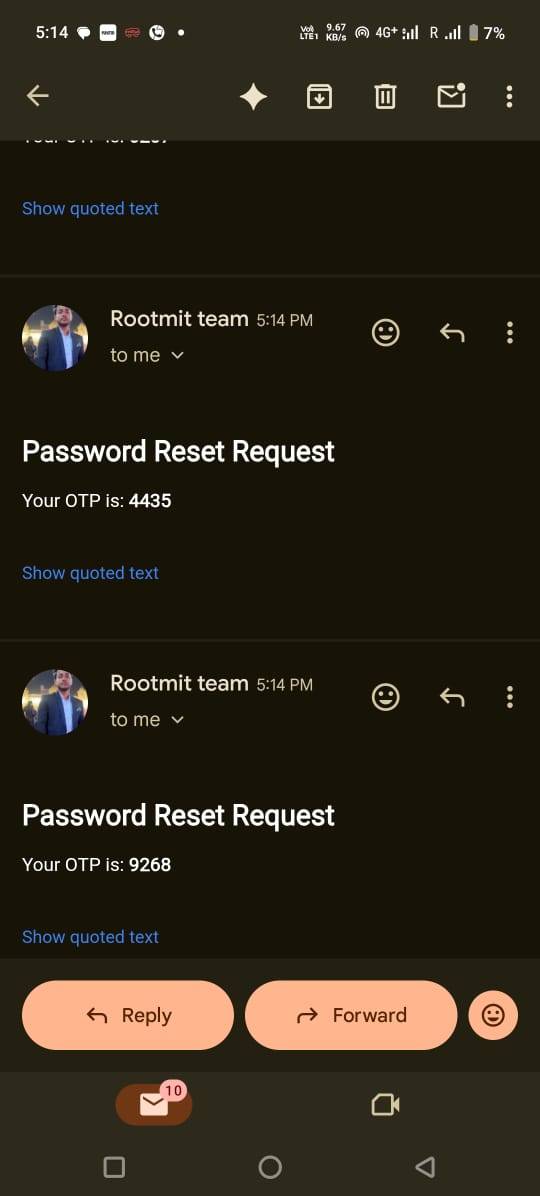 5:14
VoI LTE1 9.67 KB/s 4G+ R 7%
Show quoted text
Rootmit team 5:14 PM
to me
Password Reset Request
Your OTP is: 4435
Show quoted text
Rootmit team 5:14 PM
to me
Password Reset Request
Your OTP is: 9268
Show quoted text
Reply
Forward
10